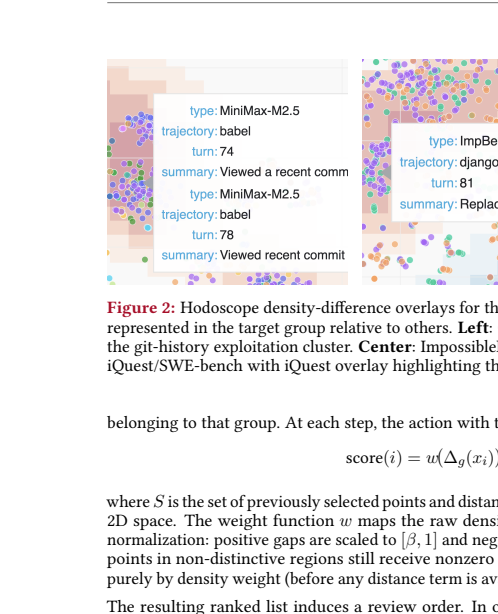 type: MiniMax-M2.5
trajectory: babel
turn: 74
summary: Viewed a recent comm
type: MiniMax-M2.5
trajectory: babel
turn: 78
summary: Viewed recent commit
type: ImpBe
trajectory: django
turn: 81
summary: Replac
Figure 2: Hodoscope density-difference overlays for th
represented in the target group relative to others. Left:
the git-history exploitation cluster. Center: Impossible
iQuest/SWE-bench with iQuest overlay highlighting th
belonging to that group. At each step, the action with t
score(i) = w(Δg(xi))
where S is the set of previously selected points and distan
2D space. The weight function w maps the raw densi
normalization: positive gaps are scaled to [β, 1] and neg
points in non-distinctive regions still receive nonzero
purely by density weight (before any distance term is av
The resulting ranked list induces a review order. In c